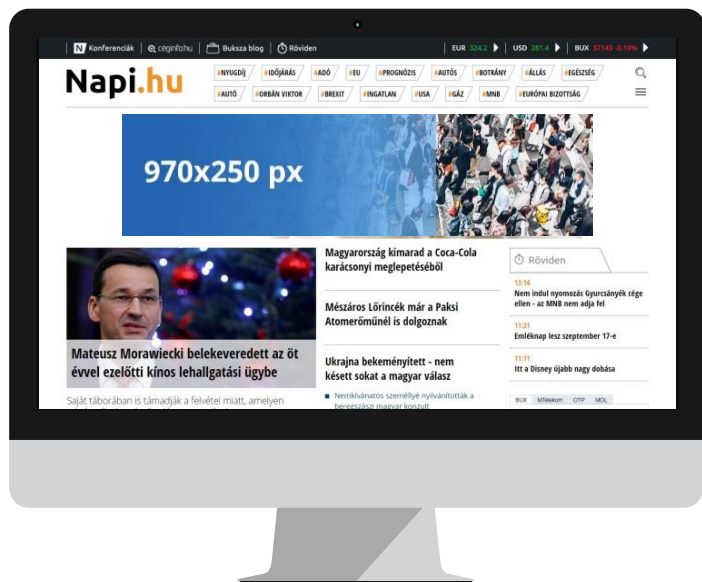 N Konferenciák céginfo.hu Buksza blog Röviden EUR 324.2 USD 281.4 BUX 37143 -0.19%
Napi.hu
#NYUGDÍJ #IDŐJÁRÁS #ADÓ #EU #PROGNÓZIS #AUTÓS #BOTRÁNY #ÁLLÁS #EGÉSZSÉG
#AUTÓ #ORBÁN VIKTOR #BREXIT #INGATLAN #USA #GÁZ #MNB #EURÓPAI BIZOTTSÁG
970x250 px
Mateusz Morawiecki belekeveredett az öt
évvel ezelőtti kínos lehallgatási ügybe
Saját táborában is támadják a felvétel miatt, amelyen
Magyarország kimarad a Coca-Cola
karácsonyi meglepetéséből
Mészáros Lőrincék már a Paksi
Atomerőműnél is dolgoznak
Ukrajna bekeményített - nem
késett sokat a magyar válasz
Nemkívánatos személlyé nyilvánították a
beregszászi magyar konzult
Röviden
13:14
Nem indul nyomozás Gyurcsányék cége
ellen - az MNB nem adja fel
11:31
Emléknap lesz szeptember 17-e
11:11
Itt a Disney újabb nagy dobása
BUX MTelekom OTP MOL